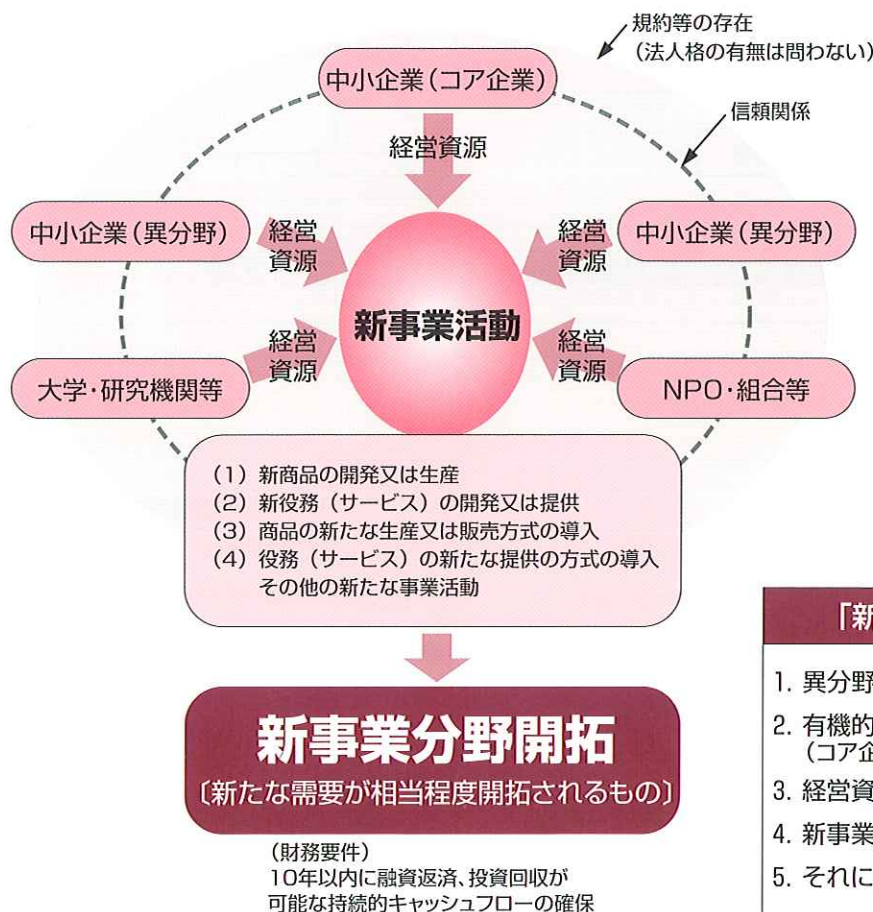 規約等の存在
(法人格の有無は問わない)
中小企業(コア企業)
信頼関係
経営資源
中小企業(異分野)
経営
資源
経営
資源
中小企業(異分野)
新事業活動
大学・研究機関等
経営
資源
経営
資源
NPO・組合等
(1) 新商品の開発又は生産
(2) 新役務(サービス)の開発又は提供
(3) 商品の新たな生産又は販売方式の導入
(4) 役務(サービス)の新たな提供の方式の導入
その他の新たな事業活動
新事業分野開拓
〔新たな需要が相当程度開拓されるもの〕
(財務要件)
10年以内に融資返済、投資回収が
可能な持続的キャッシュフローの確保
「新
1. 異分野
2. 有機的
(コア企
3. 経営資
4. 新事業
5. それに